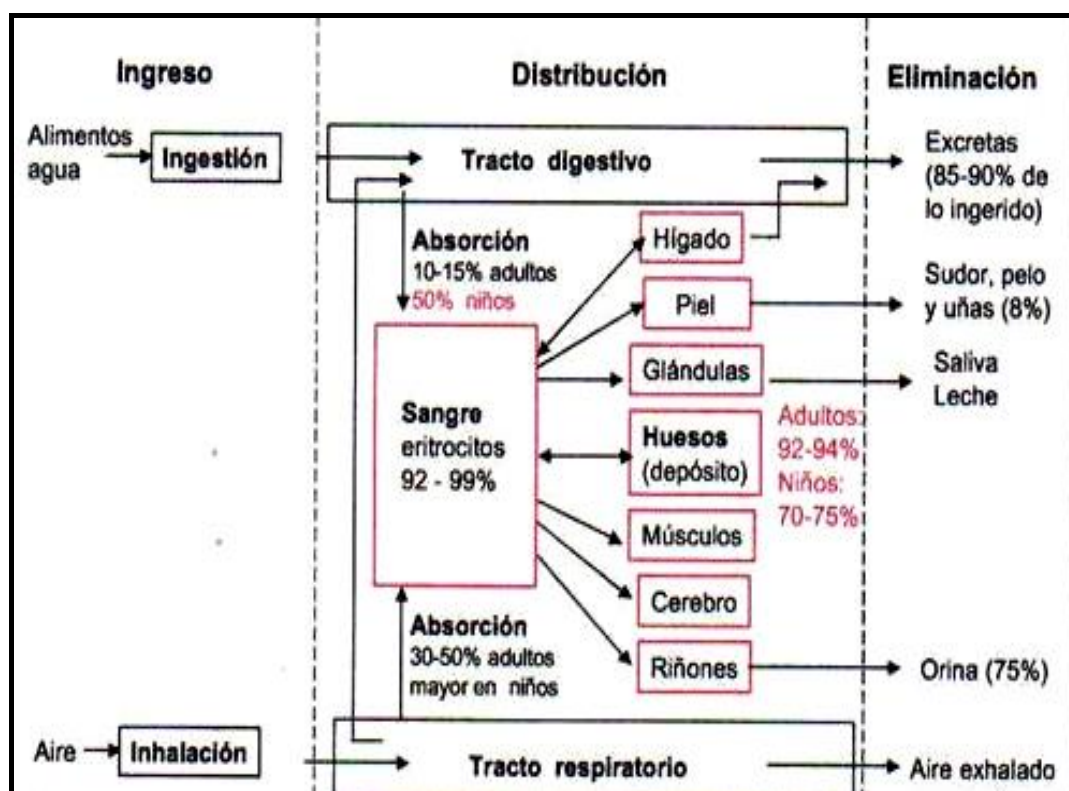 Ingreso
Distribución
Eliminación
Alimentos
agua
Ingestión
Tracto digestivo
Excretas
(85-90% de
lo ingerido)
Absorción
10-15% adultos
50% niños
Hígado
Piel
Sudor, pelo
y uñas (8%)
Glándulas
Saliva
Leche
Sangre
eritrocitos
92 - 99%
Huesos
(depósito)
Adultos:
92-94%
Niños:
70-75%
Músculos
Cerebro
Absorción
30-50% adultos
mayor en niños
Riñones
Orina (75%)
Aire
Inhalación
Tracto respiratorio
Aire exhalado